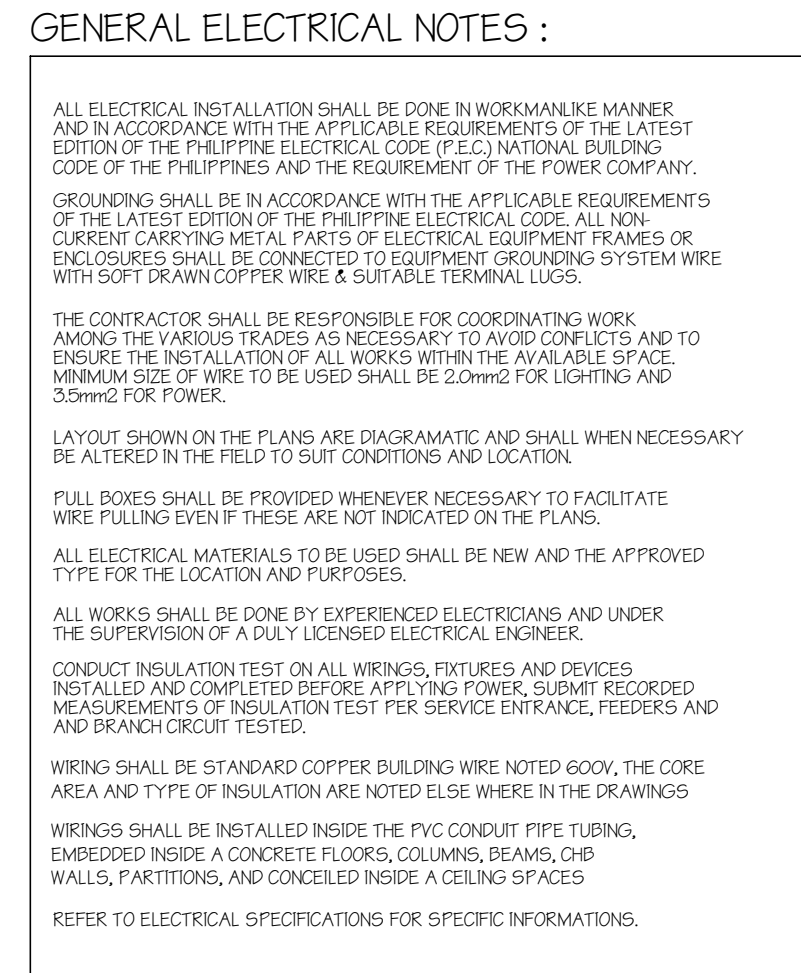 GENERAL ELECTRICAL NOTES :
ALL ELECTRICAL INSTALLATION SHALL BE DONE IN WORKMANLIKE MANNER
AND IN ACCORDANCE WITH THE APPLICABLE REQUIREMENTS OF THE LATEST
EDITION OF THE PHILIPPINE ELECTRICAL CODE (P.E.C.) NATIONAL BUILDING
CODE OF THE PHILIPPINES AND THE REQUIREMENT OF THE POWER COMPANY.
GROUNDING SHALL BE IN ACCORDANCE WITH THE APPLICABLE REQUIREMENTS
OF THE LATEST EDITION OF THE PHILIPPINE ELECTRICAL CODE. ALL NON-
CURRENT CARRYING METAL PARTS OF ELECTRICAL EQUIPMENT FRAMES OR
ENCLOSURES SHALL BE CONNECTED TO EQUIPMENT GROUNDING SYSTEM WIRE
WITH SOFT DRAWN COPPER WIRE & SUITABLE TERMINAL LUGS.
THE CONTRACTOR SHALL BE RESPONSIBLE FOR COORDINATING WORK
AMONG THE VARIOUS TRADES AS NECESSARY TO AVOID CONFLICTS AND TO
ENSURE THE INSTALLATION OF ALL WORKS WITHIN THE AVAILABLE SPACE.
MINIMUM SIZE OF WIRE TO BE USED SHALL BE 2.0mm2 FOR LIGHTING AND
3.5mm2 FOR POWER.
LAYOUT SHOWN ON THE PLANS ARE DIAGRAMATIC AND SHALL WHEN NECESSARY
BE ALTERED IN THE FIELD TO SUIT CONDITIONS AND LOCATION.
PULL BOXES SHALL BE PROVIDED WHENEVER NECESSARY TO FACILITATE
WIRE PULLING EVEN IF THESE ARE NOT INDICATED ON THE PLANS.
ALL ELECTRICAL MATERIALS TO BE USED SHALL BE NEW AND THE APPROVED
TYPE FOR THE LOCATION AND PURPOSES.
ALL WORKS SHALL BE DONE BY EXPERIENCED ELECTRICIANS AND UNDER
THE SUPERVISION OF A DULY LICENSED ELECTRICAL ENGINEER.
CONDUCT INSULATION TEST ON ALL WIRINGS, FIXTURES AND DEVICES
INSTALLED AND COMPLETED BEFORE APPLYING POWER, SUBMIT RECORDED
MEASUREMENTS OF INSULATION TEST PER SERVICE ENTRANCE, FEEDERS AND
AND BRANCH CIRCUIT TESTED.
WIRING SHALL BE STANDARD COPPER BUILDING WIRE NOTED 600V, THE CORE
AREA AND TYPE OF INSULATION ARE NOTED ELSE WHERE IN THE DRAWINGS
WIRINGS SHALL BE INSTALLED INSIDE THE PVC CONDUIT PIPE TUBING,
EMBEDDED INSIDE A CONCRETE FLOORS, COLUMNS, BEAMS, CHB
WALLS, PARTITIONS, AND CONCEILED INSIDE A CEILING SPACES
REFER TO ELECTRICAL SPECIFICATIONS FOR SPECIFIC INFORMATIONS.